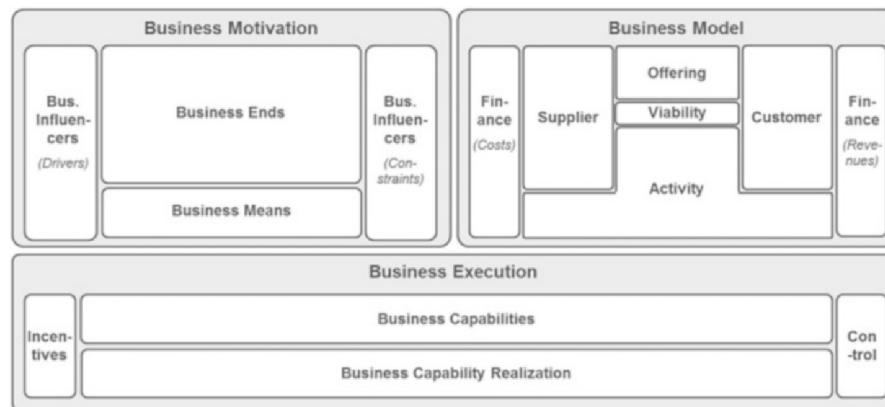 Business Motivation
Bus.
Influen-
cers
(Drivers)
Business Ends
Business Means
Bus.
Influen-
cers
(Con-
straints)
Business Model
Fin-
ance
(Costs)
Supplier
Offering
Viability
Activity
Customer
Fin-
ance
(Reve-
nues)
Business Execution
Incen-
tives
Business Capabilities
Business Capability Realization
Con
-trol